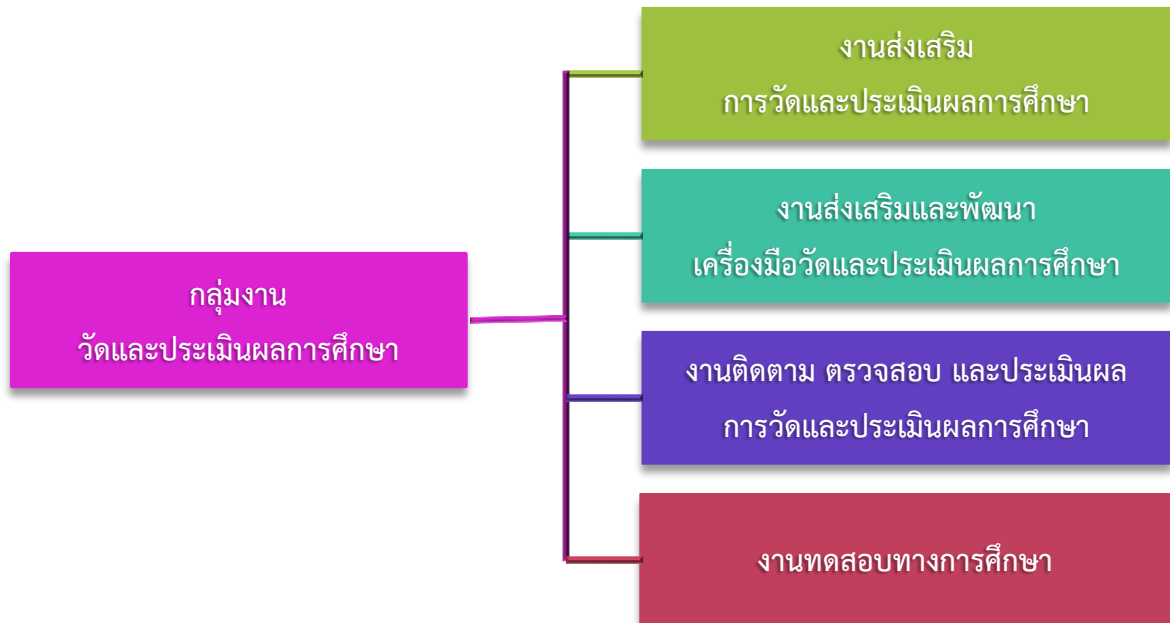 กลุ่มงาน
วัดและประเมินผลการศึกษา
งานส่งเสริม
การวัดและประเมินผลการศึกษา
งานส่งเสริมและพัฒนา
เครื่องมือวัดและประเมินผลการศึกษา
งานติดตาม ตรวจสอบ และประเมินผล
การวัดและประเมินผลการศึกษา
งานทดสอบทางการศึกษา